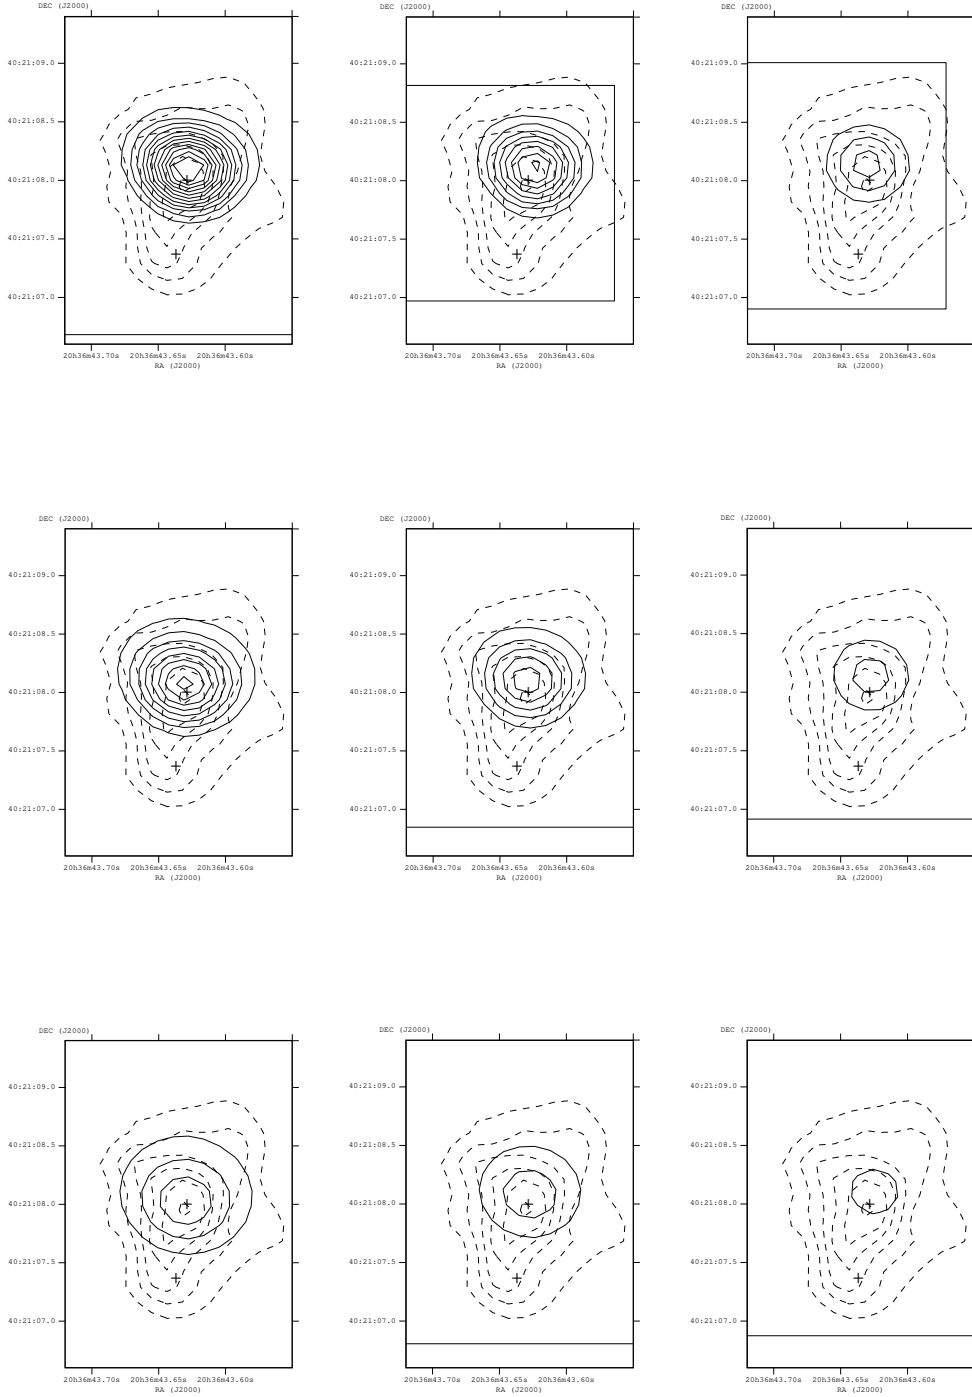 DEC (J2000) DEC (J2000) DEC (J2000)
40:21:09.0 40:21:09.0 40:21:09.0
40:21:08.5 40:21:08.5 40:21:08.5
40:21:08.0 40:21:08.0 40:21:08.0
40:21:07.5 40:21:07.5 40:21:07.5
40:21:07.0 40:21:07.0 40:21:07.0
20h36m43.70s 20h36m43.65s 20h36m43.60s 20h36m43.70s 20h36m43.65s 20h36m43.60s 20h36m43.70s 20h36m43.65s 20h36m43.60s
RA (J2000) RA (J2000) RA (J2000)
DEC (J2000) DEC (J2000) DEC (J2000)
40:21:09.0 40:21:09.0 40:21:09.0
40:21:08.5 40:21:08.5 40:21:08.5
40:21:08.0 40:21:08.0 40:21:08.0
40:21:07.5 40:21:07.5 40:21:07.5
40:21:07.0 40:21:07.0 40:21:07.0
20h36m43.70s 20h36m43.65s 20h36m43.60s 20h36m43.70s 20h36m43.65s 20h36m43.60s 20h36m43.70s 20h36m43.65s 20h36m43.60s
RA (J2000) RA (J2000) RA (J2000)
DEC (J2000) DEC (J2000) DEC (J2000)
40:21:09.0 40:21:09.0 40:21:09.0
40:21:08.5 40:21:08.5 40:21:08.5
40:21:08.0 40:21:08.0 40:21:08.0
40:21:07.5 40:21:07.5 40:21:07.5
40:21:07.0 40:21:07.0 40:21:07.0
20h36m43.70s 20h36m43.65s 20h36m43.60s 20h36m43.70s 20h36m43.65s 20h36m43.60s 20h36m43.70s 20h36m43.65s 20h36m43.60s
RA (J2000) RA (J2000) RA (J2000)